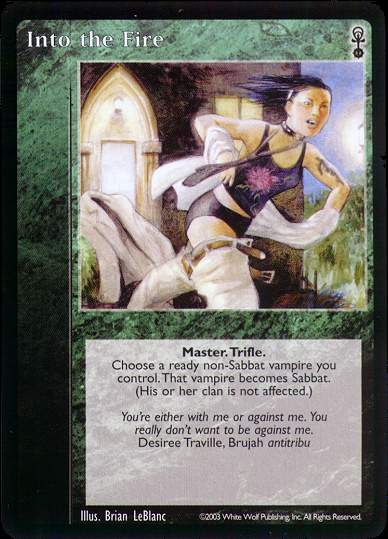 Into the Fire
Master. Trifle.
Choose a ready non-Sabbat vampire you
control. That vampire becomes Sabbat.
(His or her clan is not affected.)
You're either with me or against me. You
really don't want to be against me.
Desiree Traville, Brujah antitribu
Illus. Brian LeBlanc
©2003 White Wolf Publishing, Inc. All Rights Reserved.